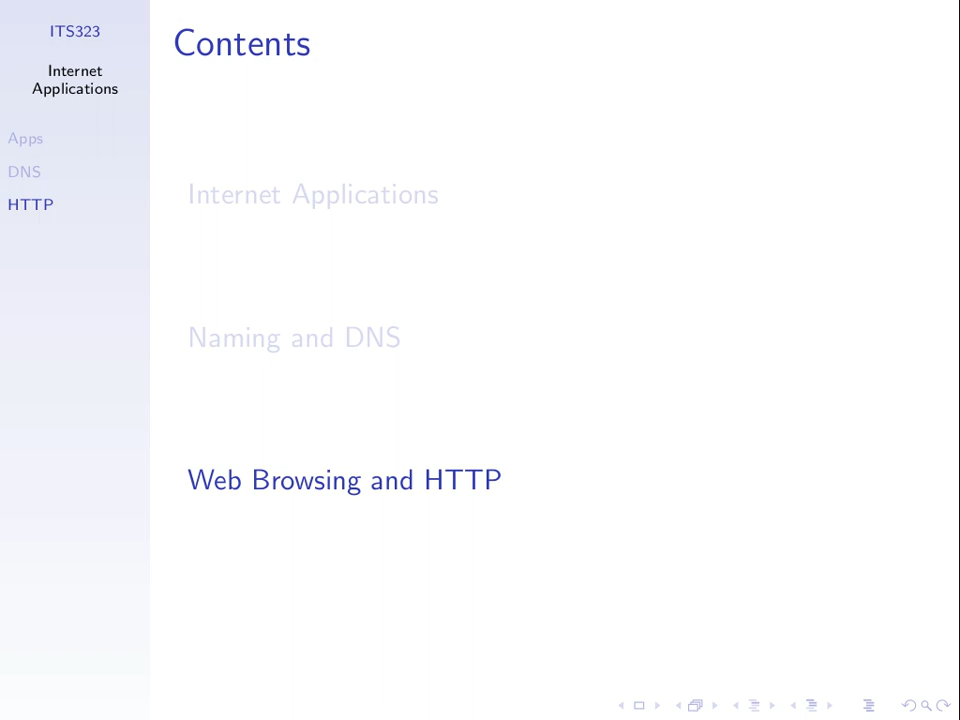 ITS323
Internet
Applications
Apps
DNS
HTTP
Contents
Internet Applications
Naming and DNS
Web Browsing and HTTP